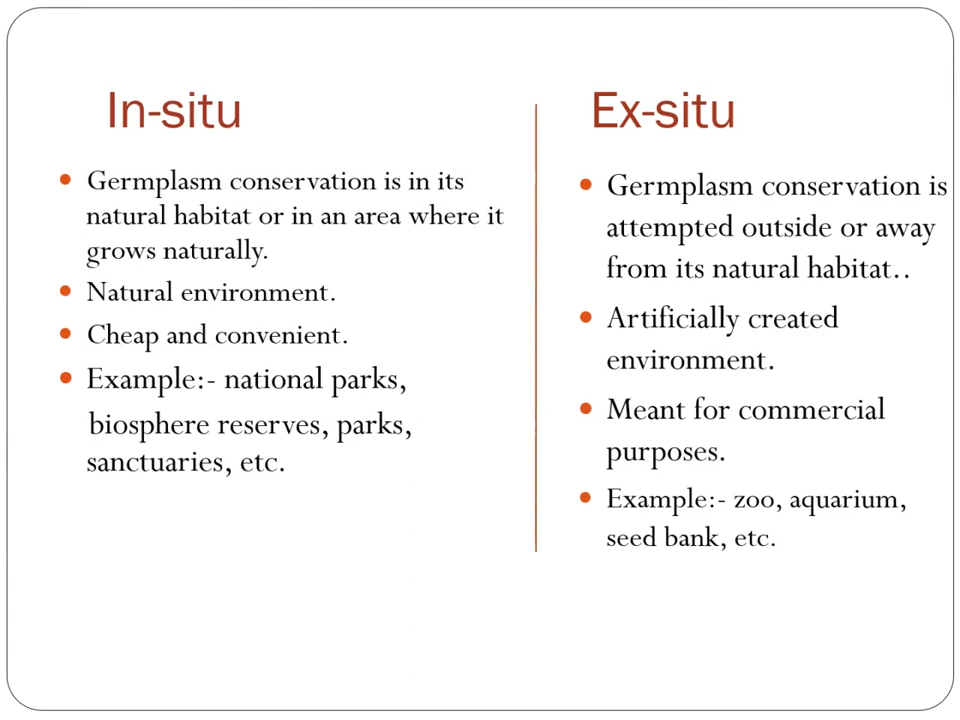 In-situ
• Germplasm conservation is in its
natural habitat or in an area where it
grows naturally.
• Natural environment.
• Cheap and convenient.
• Example:- national parks,
biosphere reserves, parks,
sanctuaries, etc.
Ex-situ
• Germplasm conservation is
attempted outside or away
from its natural habitat..
• Artificially created
environment.
• Meant for commercial
purposes.
• Example:- zoo, aquarium,
seed bank, etc.